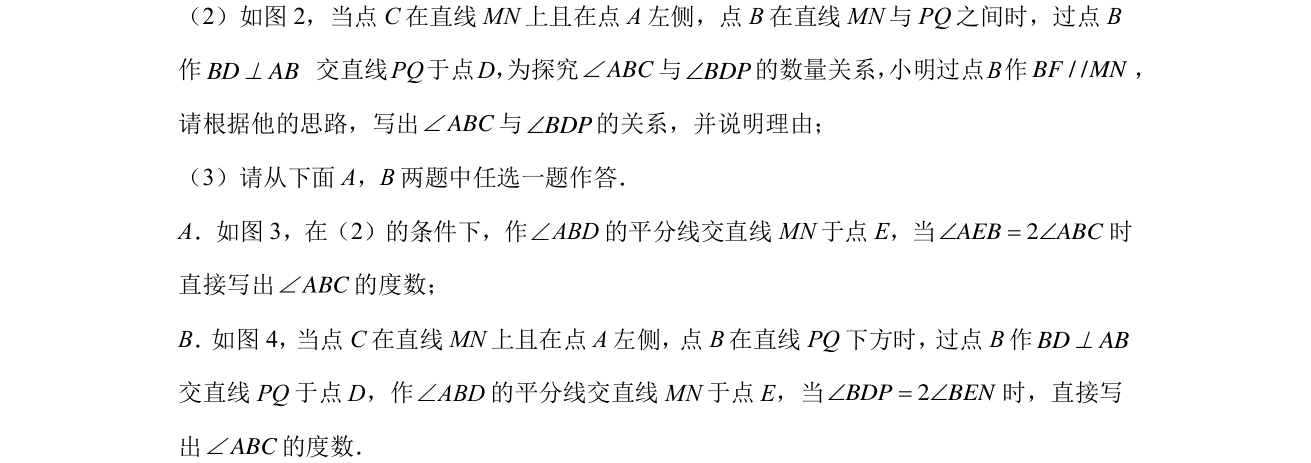 （2）如图 2，当点 C 在直线 MN 上且在点 A 左侧，点 B 在直线 MN 与 PQ 之间时，过点 B
作 BD ⊥ AB 交直线 PQ 于点 D，为探究∠ABC 与∠BDP 的数量关系，小明过点 B 作 BF / /MN ，
请根据他的思路，写出∠ABC 与∠BDP 的关系，并说明理由；
（3）请从下面 A，B 两题中任选一题作答．
A．如图 3，在（2）的条件下，作∠ABD 的平分线交直线 MN 于点 E，当∠AEB = 2∠ABC 时
直接写出∠ABC 的度数；
B．如图 4，当点 C 在直线 MN 上且在点 A 左侧，点 B 在直线 PQ 下方时，过点 B 作 BD ⊥ AB
交直线 PQ 于点 D，作∠ABD 的平分线交直线 MN 于点 E，当∠BDP = 2∠BEN 时，直接写
出∠ABC 的度数．